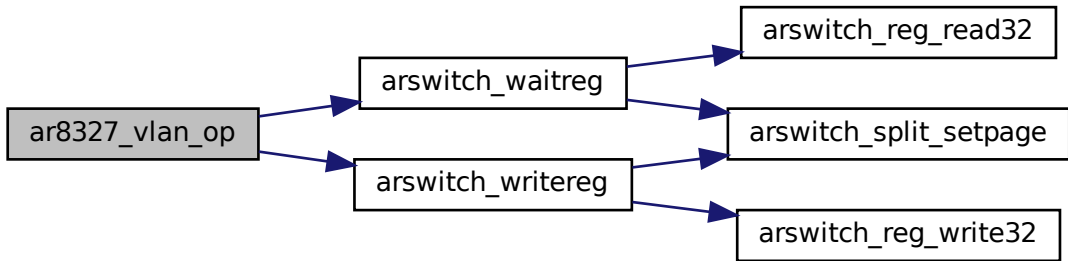 ar8327_vlan_op
arswitch_waitreg
arswitch_writereg
arswitch_reg_read32
arswitch_split_setpage
arswitch_reg_write32